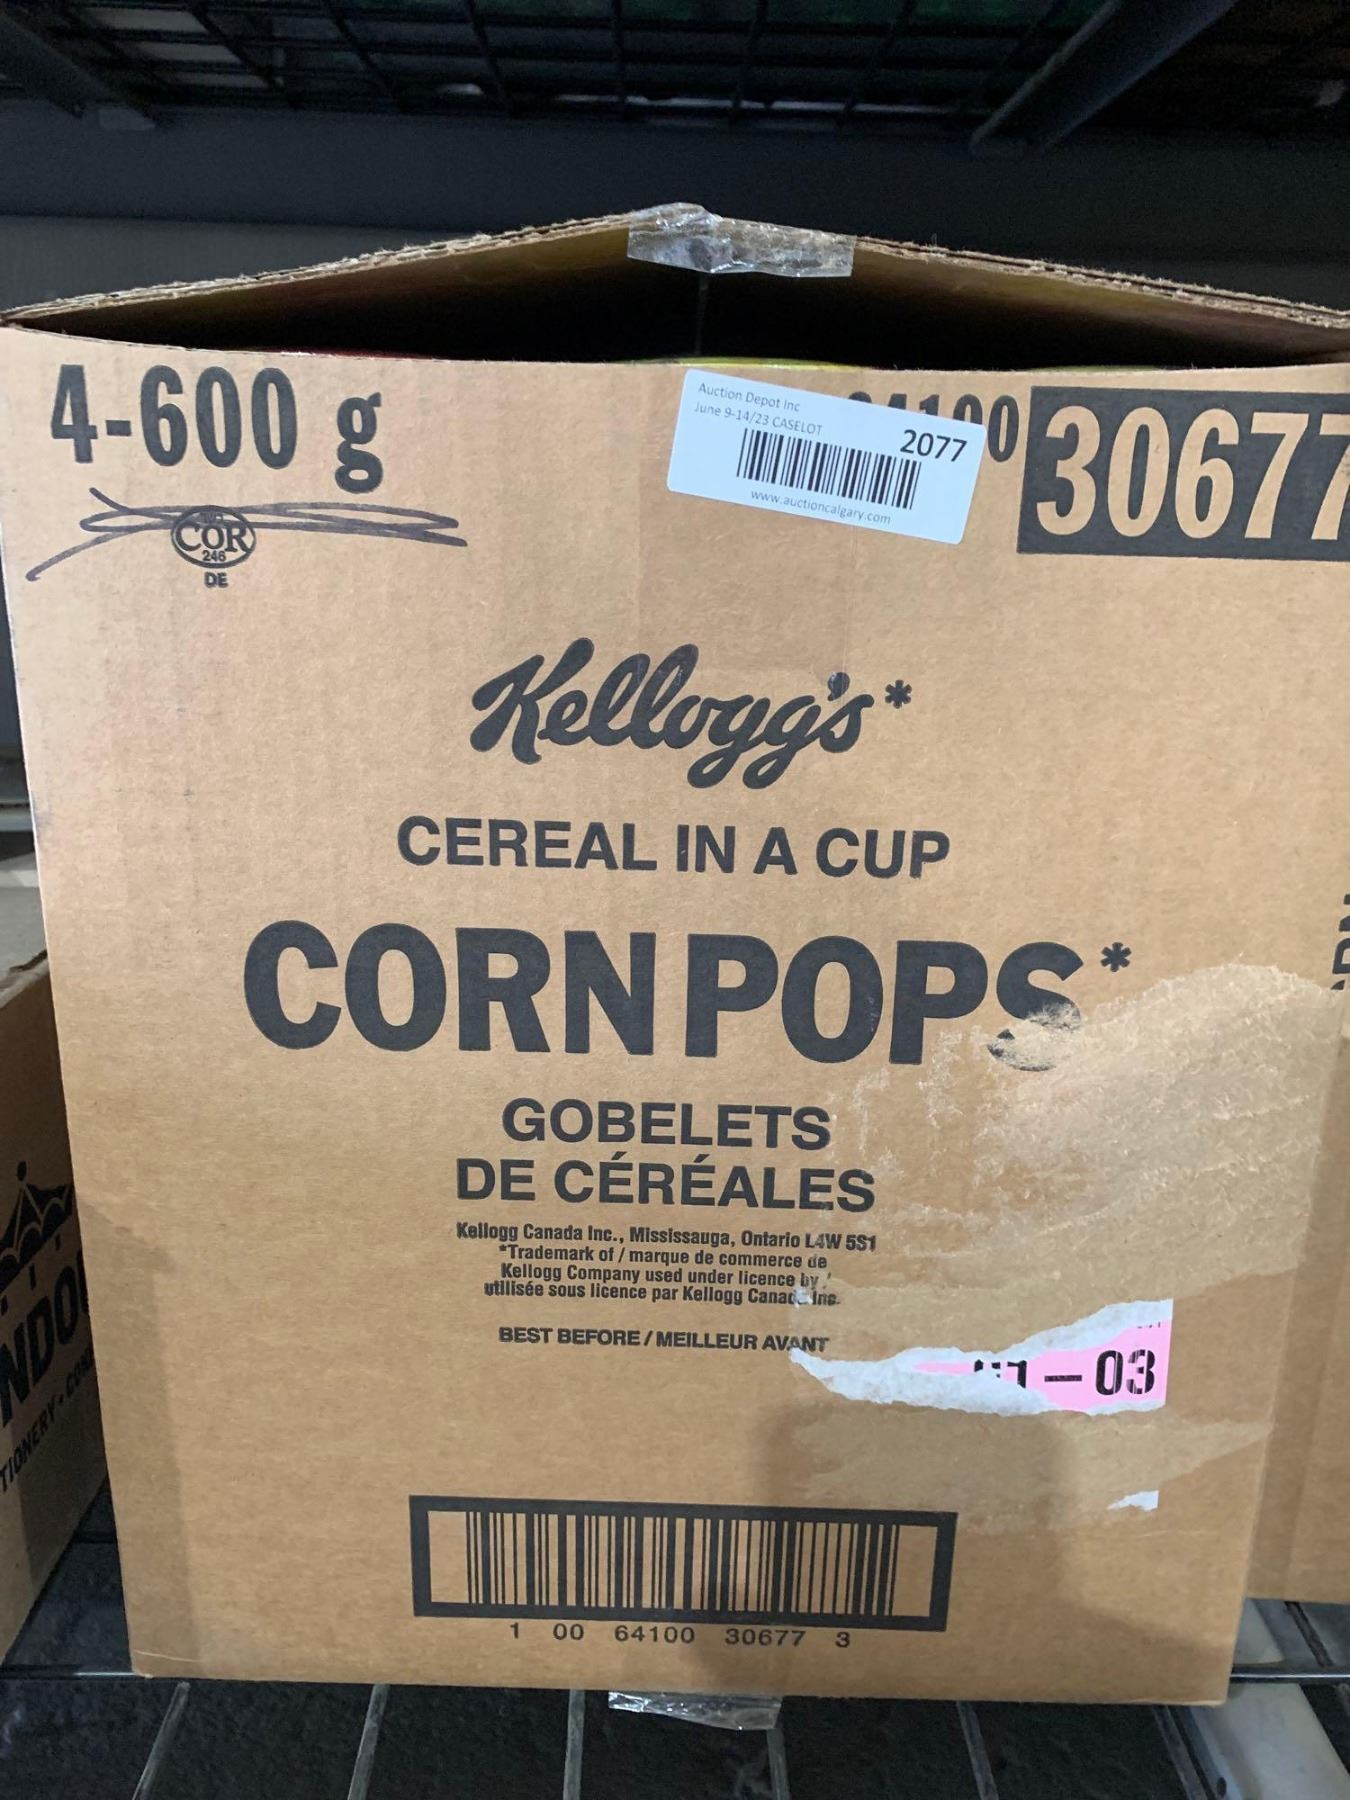 4-600 g
Auction Depot Inc
June 9-14/23 CASELOT
2077
www.auctioncalgary.com
30677
COR
246
DE
Kellogg's*
CEREAL IN A CUP
CORN POPS*
GOBELETS
DE CÉRÉALES
Kellogg Canada Inc., Mississauga, Ontario L4W 5S1
*Trademark of / marque de commerce de
Kellogg Company used under licence by /
utilisée sous licence par Kellogg Canada Inc.
BEST BEFORE / MEILLEUR AVANT
- 03
1 00 64100 30677 3